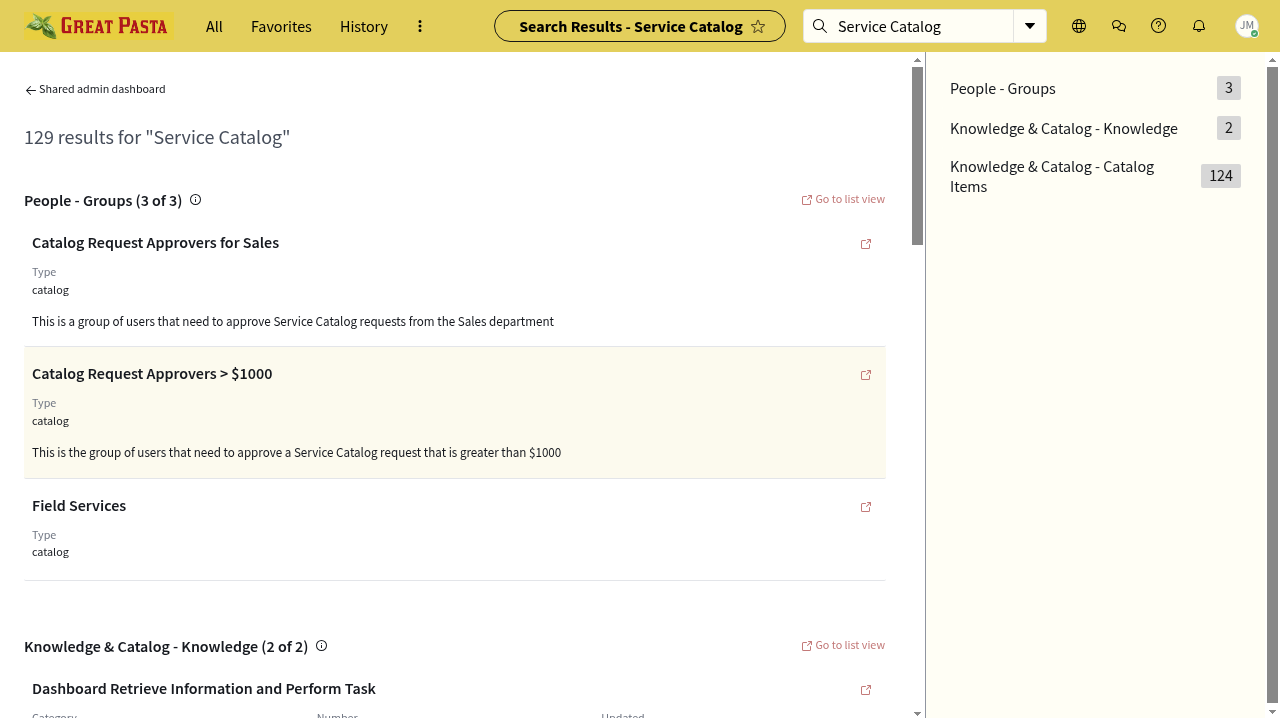 GREAT PASTA
All
Favorites
History
Search Results - Service Catalog
Service Catalog
JM
Shared admin dashboard
129 results for "Service Catalog"
People - Groups (3 of 3)
Go to list view
Catalog Request Approvers for Sales
Type
catalog
This is a group of users that need to approve Service Catalog requests from the Sales department
Catalog Request Approvers > $1000
Type
catalog
This is the group of users that need to approve a Service Catalog request that is greater than $1000
Field Services
Type
catalog
Knowledge & Catalog - Knowledge (2 of 2)
Go to list view
Dashboard Retrieve Information and Perform Task
Category
Number
Updated
People - Groups
3
Knowledge & Catalog - Knowledge
2
Knowledge & Catalog - Catalog
Items
124